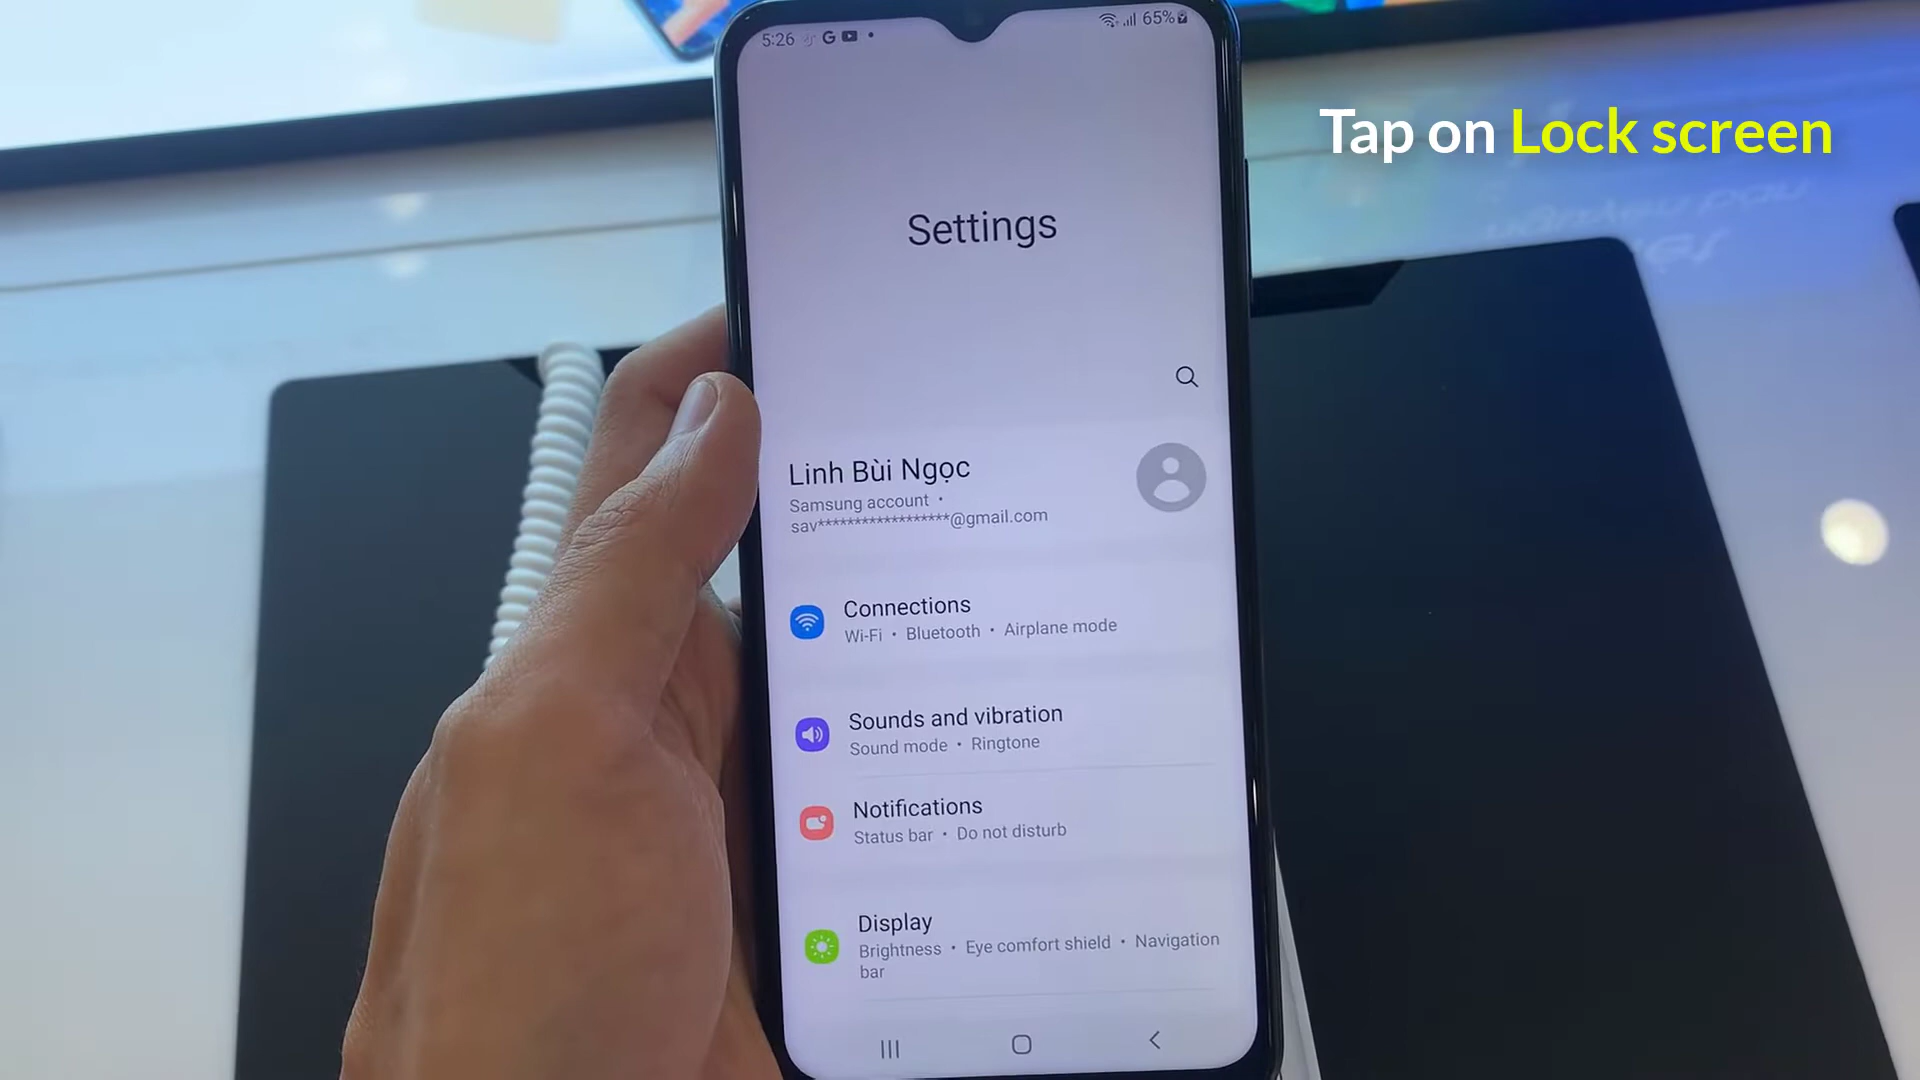 5:26 G
65%
Tap on Lock screen
Settings
Linh Bùi Ngọc
Samsung account •
sav******************@gmail.com
Connections
Wi-Fi • Bluetooth • Airplane mode
Sounds and vibration
Sound mode • Ringtone
Notifications
Status bar • Do not disturb
Display
Brightness • Eye comfort shield • Navigation
bar